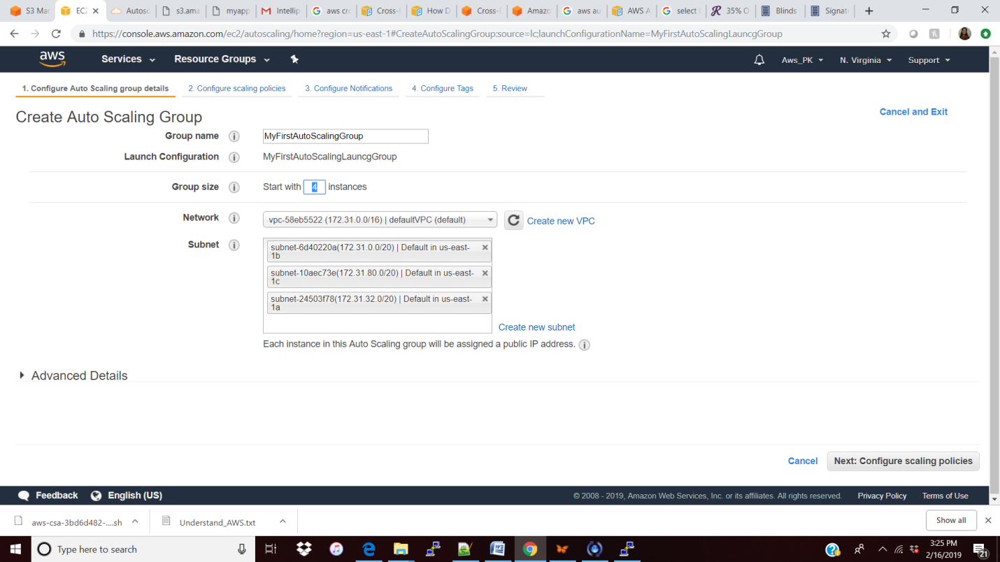 S3 Mar
EC2
Autosc
s3.ama
myapp
Intellip
aws cro
Cross-
How D
Cross-
Amazo
aws au
AWS A
select
35% O
Blinds
Signat
https://console.aws.amazon.com/ec2/autoscaling/home?region=us-east-1#CreateAutoScalingGroup:source=lc;launchConfigurationName=MyFirstAutoScalingLauncgGroup
aws Services Resource Groups Aws_PK N. Virginia Support
1. Configure Auto Scaling group details 2. Configure scaling policies 3. Configure Notifications 4. Configure Tags 5. Review
Create Auto Scaling Group
Cancel and Exit
Group name i MyFirstAutoScalingGroup
Launch Configuration i MyFirstAutoScalingLauncgGroup
Group size i Start with 4 instances
Network i vpc-58eb5522 (172.31.0.0/16) | defaultVPC (default) Create new VPC
Subnet i
subnet-6d40220a(172.31.0.0/20) | Default in us-east-
1b
subnet-10aec73e(172.31.80.0/20) | Default in us-east-
1c
subnet-24503f78(172.31.32.0/20) | Default in us-east-
1a
Create new subnet
Each instance in this Auto Scaling group will be assigned a public IP address. i
Advanced Details
Cancel Next: Configure scaling policies
Feedback English (US) © 2008 - 2019, Amazon Web Services, Inc. or its affiliates. All rights reserved. Privacy Policy Terms of Use
aws-csa-3bd6d482-....sh Understand_AWS.txt Show all
Type here to search
3:25 PM
2/16/2019
21